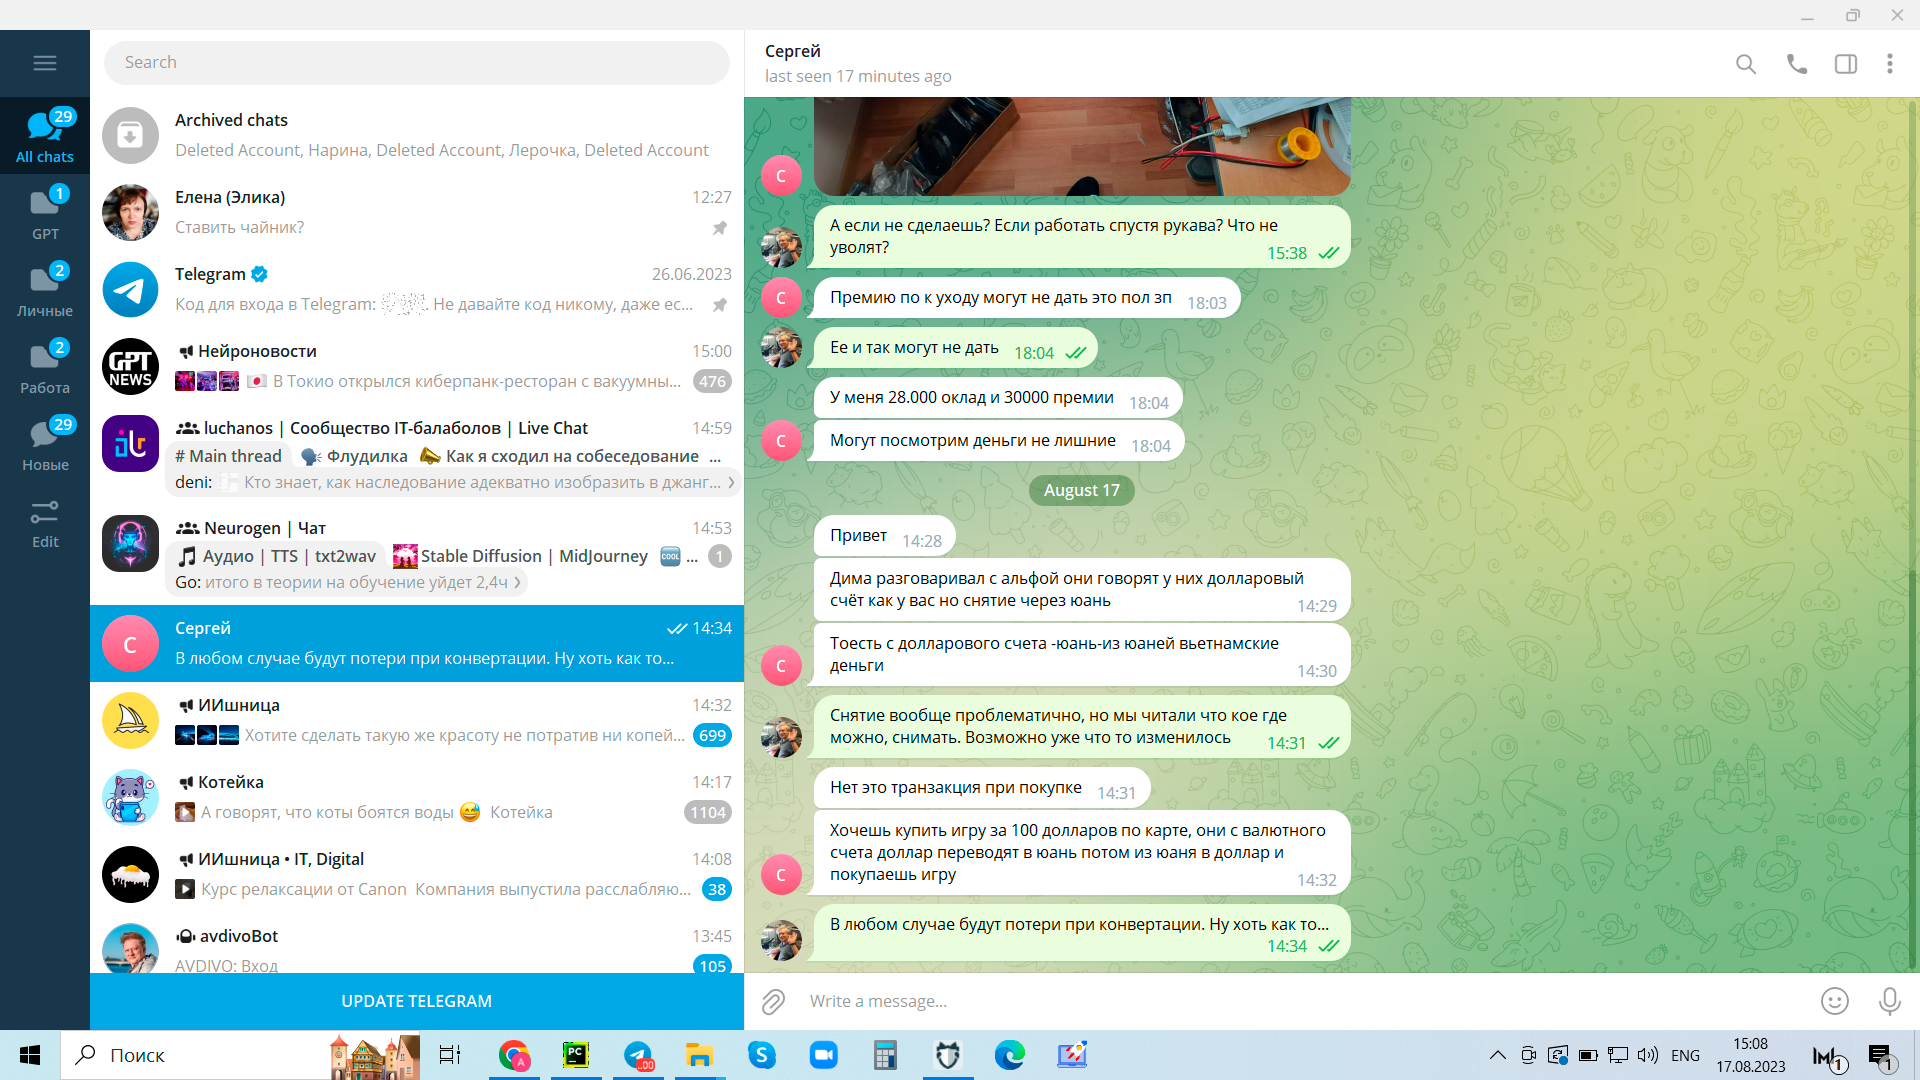 Search
Archived chats
Deleted Account, Нарина, Deleted Account, Лерочка, Deleted Account
Елена (Элика)
12:27
Ставить чайник?
Telegram
26.06.2023
Код для входа в Telegram:
. Не давайте код никому, даже ес...
Нейроновости
15:00
GPT
NEWS
В Токио открылся киберпанк-ресторан с вакуумны...
476
luchanos | Сообщество IT-балаболов | Live Chat
14:59
# Main thread
Флудилка
Как я сходил на собеседование ...
deni:
Кто знает, как наследование адекватно изобразить в джанг...
Neurogen | Чат
14:53
Аудио | TTS | txt2wav
Stable Diffusion | MidJourney
COOL
...
1
Go: итого в теории на обучение уйдет 2,4ч
С
Сергей
14:34
В любом случае будут потери при конвертации. Ну хоть как то...
ИИшница
14:32
Хотите сделать такую же красоту не потратив ни копей...
699
Котейка
14:17
А говорят, что коты боятся воды
Котейка
1104
ИИшница • IT, Digital
14:08
Курс релаксации от Canon Компания выпустила расслабляю...
38
avdivoBot
13:45
AVDIVO: Вход
105
UPDATE TELEGRAM
29
All chats
1
GPT
2
Личные
2
Работа
29
Новые
Edit
Сергей
last seen 17 minutes ago
С
А если не сделаешь? Если работать спустя рукава? Что не
уволят?
15:38
С
Премию по к уходу могут не дать это пол зп
18:03
Ее и так могут не дать
18:04
У меня 28.000 оклад и 30000 премии
18:04
С
Могут посмотрим деньги не лишние
18:04
August 17
Привет
14:28
Дима разговаривал с альфой они говорят у них долларовый
счёт как у вас но снятие через юань
14:29
Тоесть с долларового счета -юань-из юаней вьетнамские
деньги
14:30
С
Снятие вообще проблематично, но мы читали что кое где
можно, снимать. Возможно уже что то изменилось
14:31
Нет это транзакция при покупке
14:31
Хочешь купить игру за 100 долларов по карте, они с валютного
счета доллар переводят в юань потом из юаня в доллар и
покупаешь игру
14:32
С
В любом случае будут потери при конвертации. Ну хоть как то...
14:34
Write a message...
Поиск
A
PC
..00
S
ENG
15:08
17.08.2023
1
1